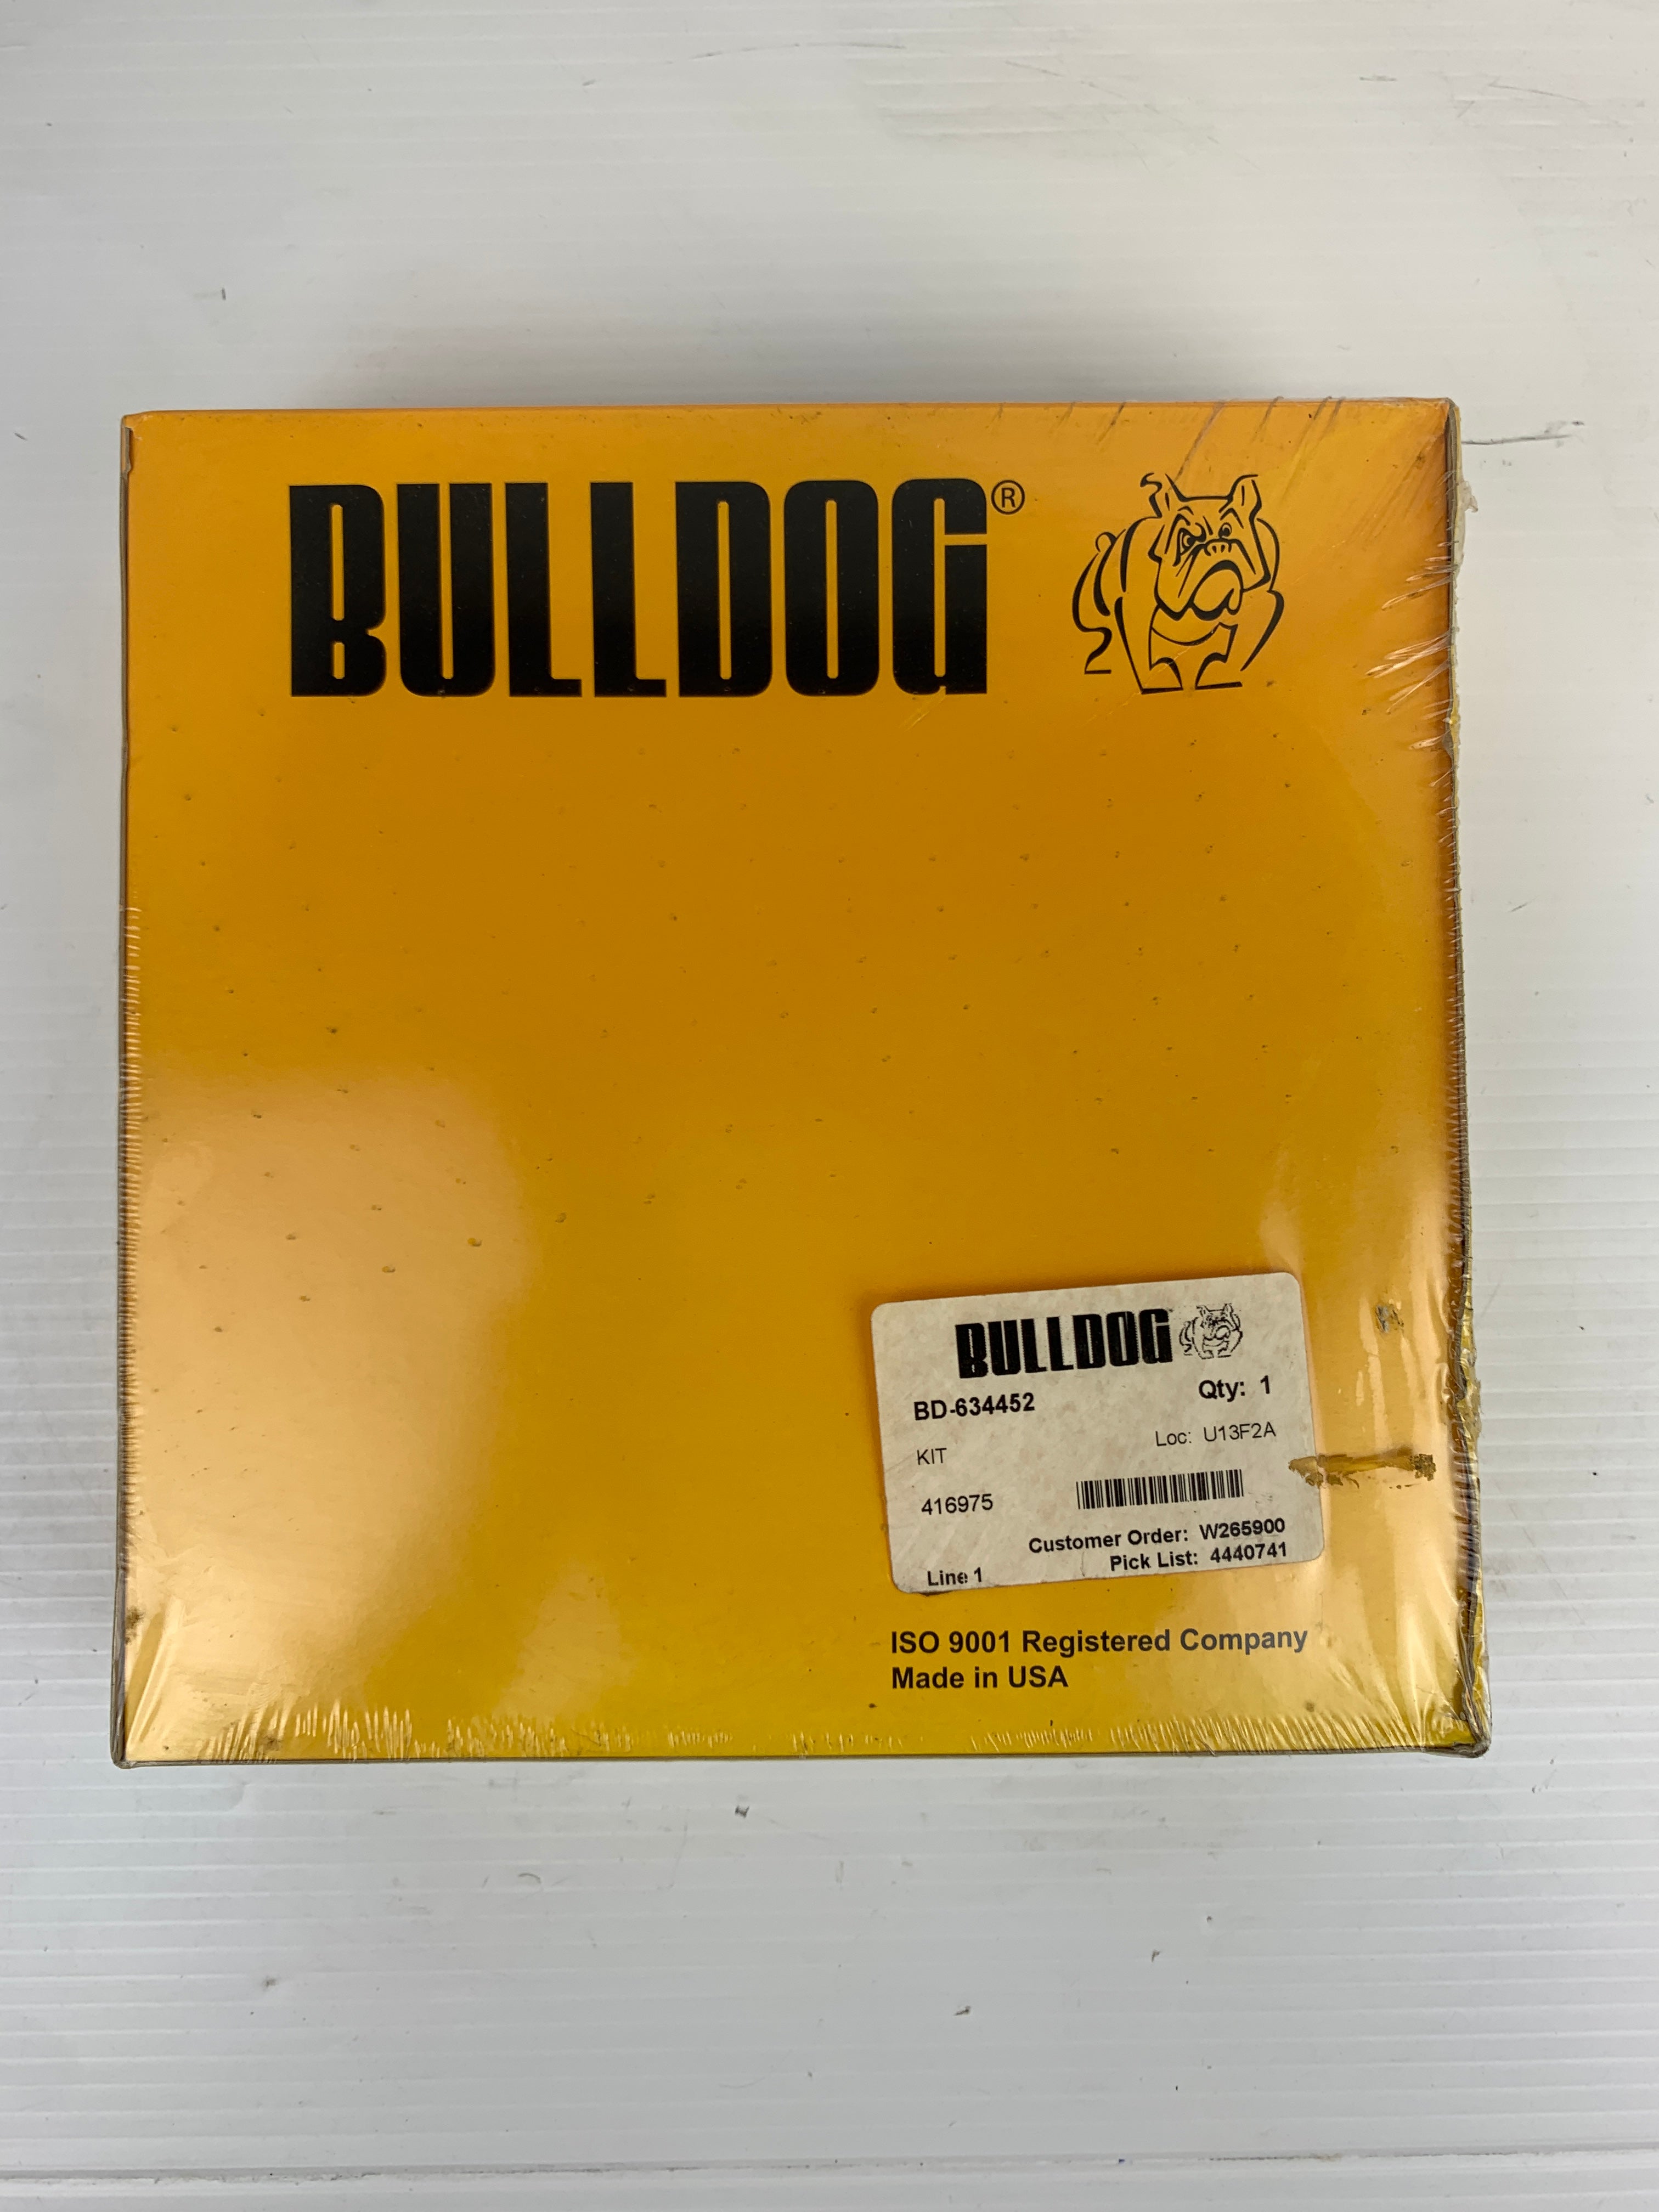 BULLDOG®
BULLDOG
BD-634452 Qty: 1
KIT Loc: U13F2A
416975
Customer Order: W265900
Pick List: 4440741
Line 1
ISO 9001 Registered Company
Made in USA